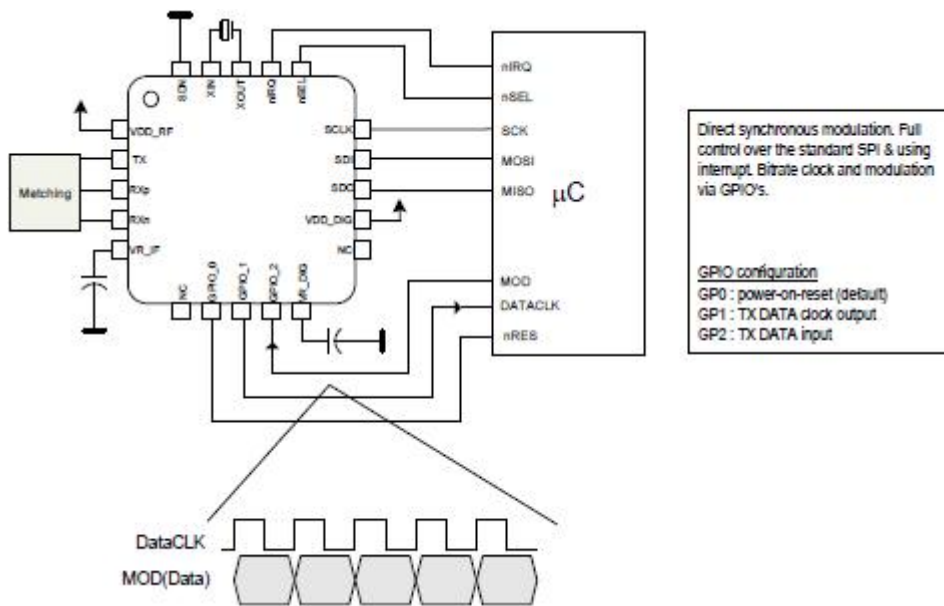 SDN
XIN
XOUT
nIRQ
nSEL
VDD_RF
TX
RXp
RXn
VR_IF
SCLK
SDI
SDO
VDD_DIG
NC
NC
GPIO_0
GPIO_1
GPIO_2
VR_DIG
Matching
nIRQ
nSEL
SCK
MOSI
MISO
μC
MOD
DATACLK
nRES
Direct synchronous modulation. Full
control over the standard SPI & using
interrupt. Bitrate clock and modulation
via GPIO's.
GPIO configuration
GP0 : power-on-reset (default)
GP1 : TX DATA clock output
GP2 : TX DATA input
DataCLK
MOD(Data)